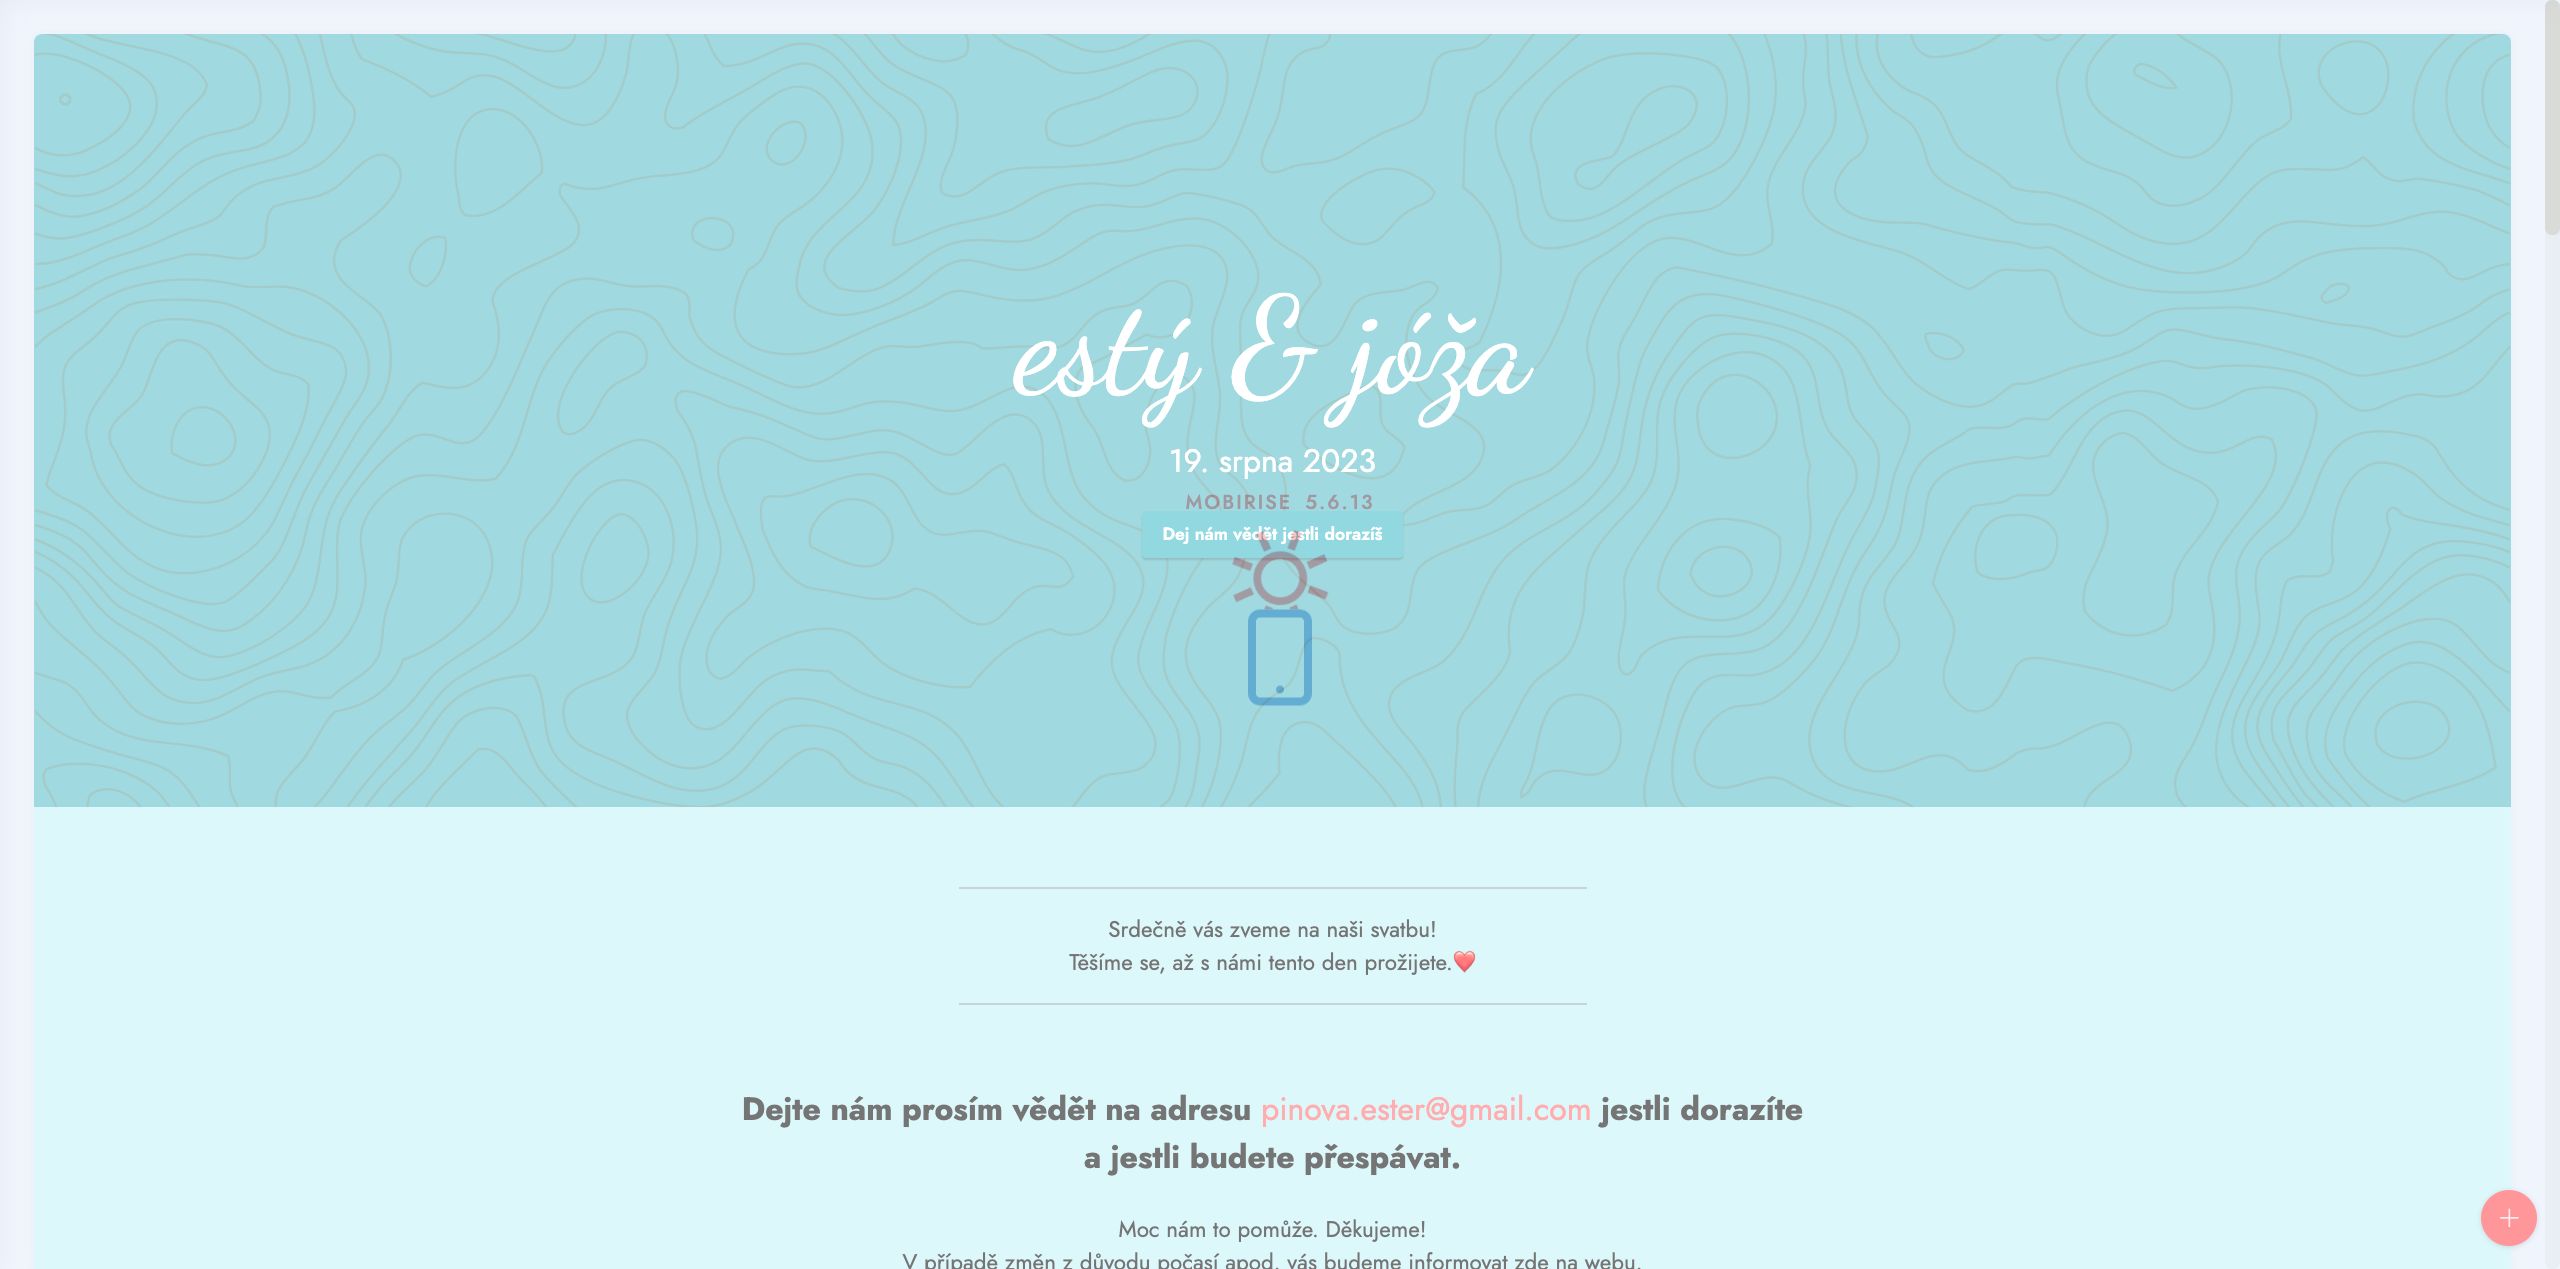 estý & jóža
19. srpna 2023
MOBIRISE 5.6.13
Dej nám vědět jestli dorazíš
Srdečně vás zveme na naši svatbu!
Těšíme se, až s námi tento den prožijete.❤️
Dejte nám prosím vědět na adresu pinova.ester@gmail.com jestli dorazíte
a jestli budete přespávat.
Moc nám to pomůže. Děkujeme!
V případě změn z důvodu počasí apod. vás budeme informovat zde na webu.